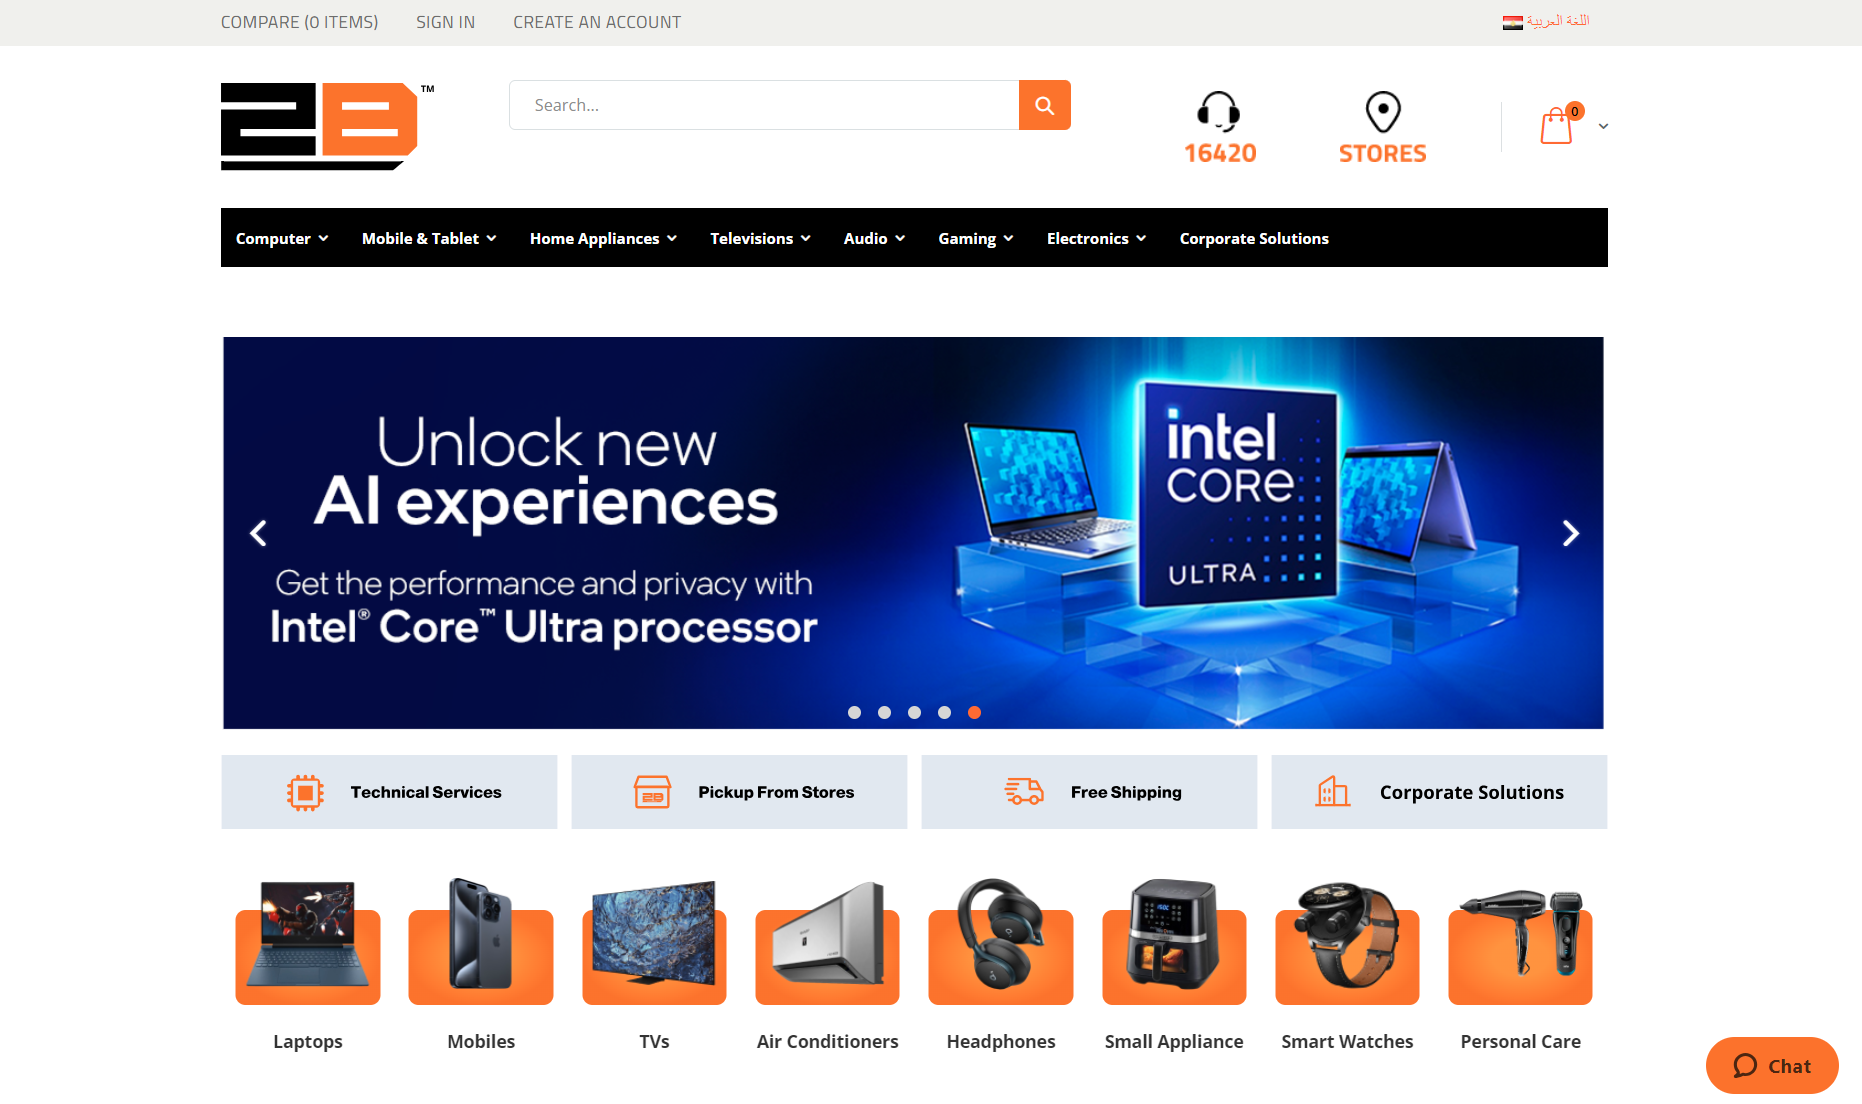 COMPARE (0 ITEMS) SIGN IN CREATE AN ACCOUNT اللغة العربية
2B™
Search...
16420
STORES
0
Computer Mobile & Tablet Home Appliances Televisions Audio Gaming Electronics Corporate Solutions
Unlock new
AI experiences
Get the performance and privacy with
Intel® Core™ Ultra processor
intel
CORE
ULTRA
Technical Services
2B
Pickup From Stores
Free Shipping
Corporate Solutions
Laptops
Mobiles
TVs
Air Conditioners
Headphones
Small Appliance
Smart Watches
Personal Care
Chat